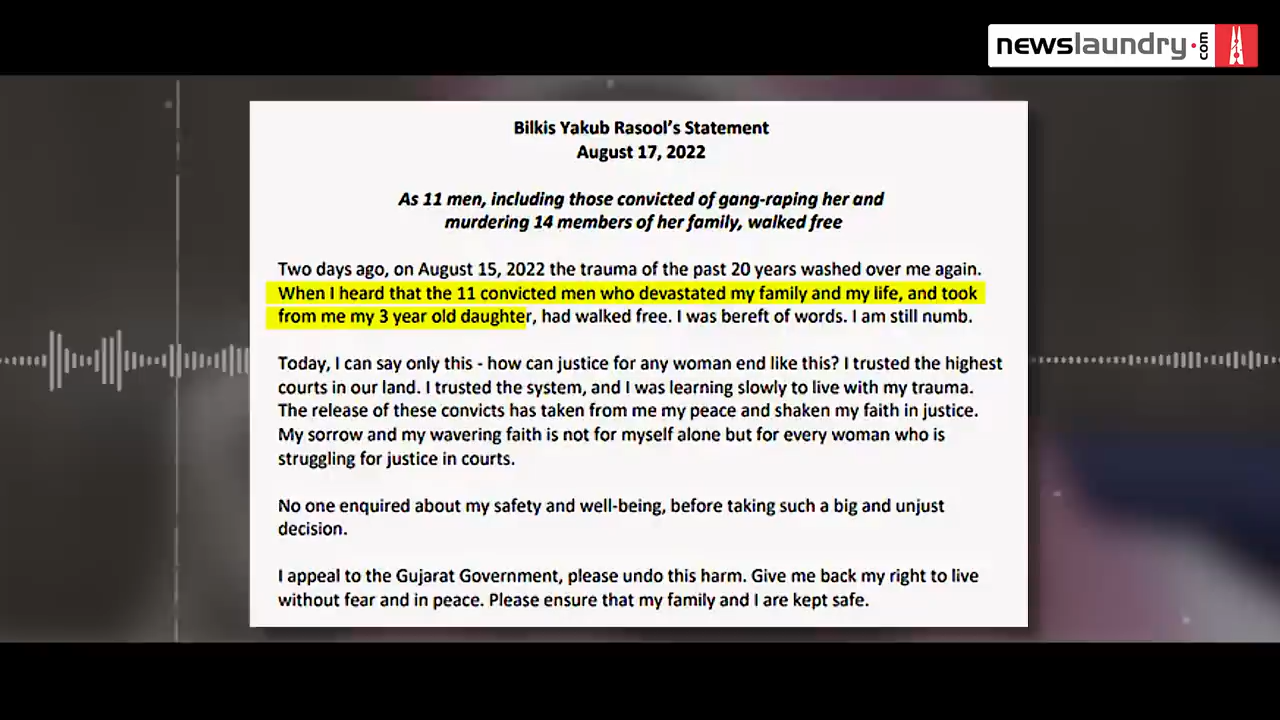 newslaundry.com
Bilkis Yakub Rasool's Statement
August 17, 2022
As 11 men, including those convicted of gang-raping her and
murdering 14 members of her family, walked free
Two days ago, on August 15, 2022 the trauma of the past 20 years washed over me again.
When I heard that the 11 convicted men who devastated my family and my life, and took
from me my 3 year old daughter, had walked free. I was bereft of words. I am still numb.
Today, I can say only this - how can justice for any woman end like this? I trusted the highest
courts in our land. I trusted the system, and I was learning slowly to live with my trauma.
The release of these convicts has taken from me my peace and shaken my faith in justice.
My sorrow and my wavering faith is not for myself alone but for every woman who is
struggling for justice in courts.
No one enquired about my safety and well-being, before taking such a big and unjust
decision.
I appeal to the Gujarat Government, please undo this harm. Give me back my right to live
without fear and in peace. Please ensure that my family and I are kept safe.